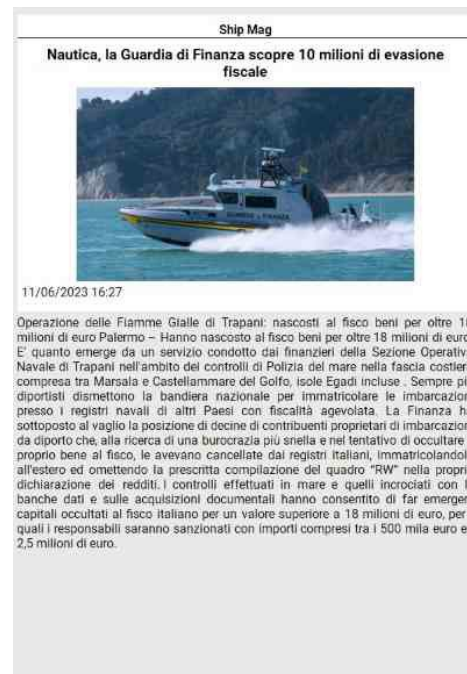 Ship Mag
Nautica, la Guardia di Finanza scopre 10 milioni di evasione
fiscale
GUARDIA DI FINANZA
11/06/2023 16:27
Operazione delle Fiamme Gialle di Trapani: nascosti al fisco beni per oltre 1
milioni di euro Palermo – Hanno nascosto al fisco beni per oltre 18 milioni di euro
E' quanto emerge da un servizio condotto dai finanzieri della Sezione Operativ
Navale di Trapani nell'ambito dei controlli di Polizia del mare nella fascia costier
compresa tra Marsala e Castellammare del Golfo, isole Egadi incluse . Sempre pi
diportisti dismettono la bandiera nazionale per immatricolare le imbarcazion
presso i registri navali di altri Paesi con fiscalità agevolata. La Finanza h
sottoposto al vaglio la posizione di decine di contribuenti proprietari di imbarcazion
da diporto che, alla ricerca di una burocrazia più snella e nel tentativo di occultare
proprio bene al fisco, le avevano cancellate dai registri italiani, immatricolandol
all'estero ed omettendo la prescritta compilazione del quadro “RW” nella propri
dichiarazione dei redditi. I controlli effettuati in mare e quelli incrociati con l
banche dati e sulle acquisizioni documentali hanno consentito di far emerger
capitali occultati al fisco italiano per un valore superiore a 18 milioni di euro, per
quali i responsabili saranno sanzionati con importi compresi tra i 500 mila euro e
2,5 milioni di euro.